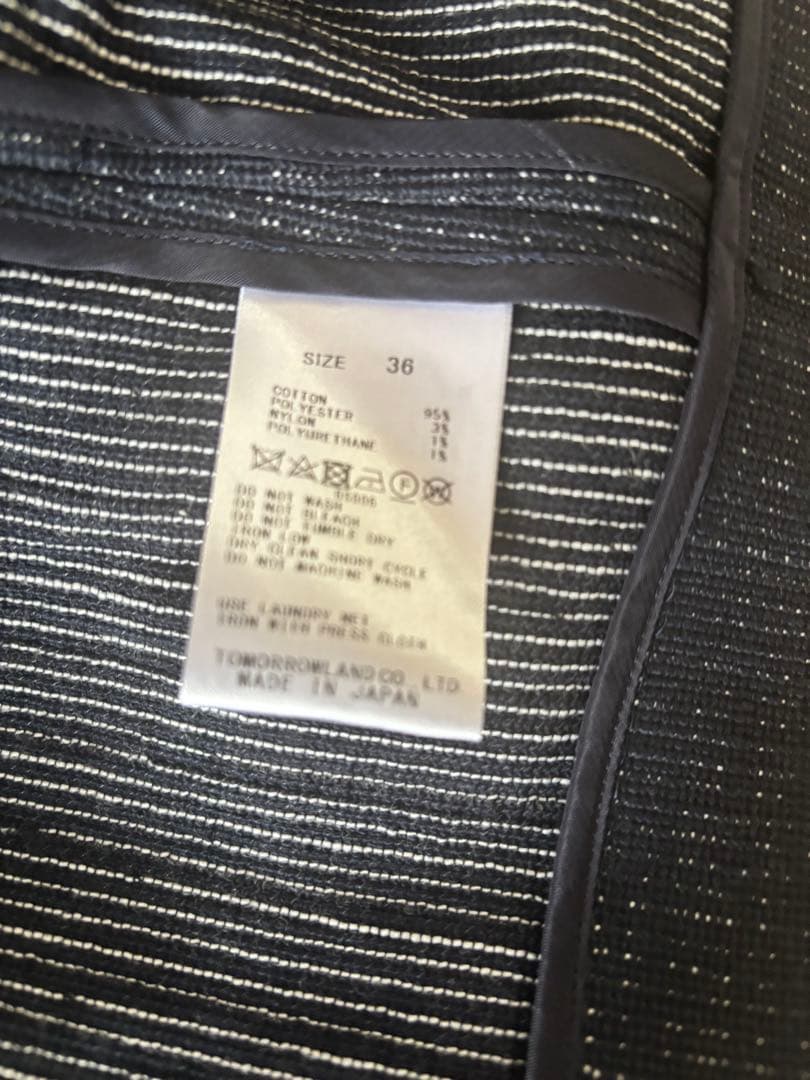 SIZE 36
COTTON 95%
POLYESTER 3%
NYLON 1%
POLYURETHANE 1%
F
DO NOT WASH
DO NOT BLEACH
DO NOT TUMBLE DRY
IRON LOW
DRY CLEAN SHORT CYCLE
DO NOT MACHINE WASH
USE LAUNDRY NET
IRON WITH PRESS CLOTH
TOMORROWLAND CO., LTD
MADE IN JAPAN